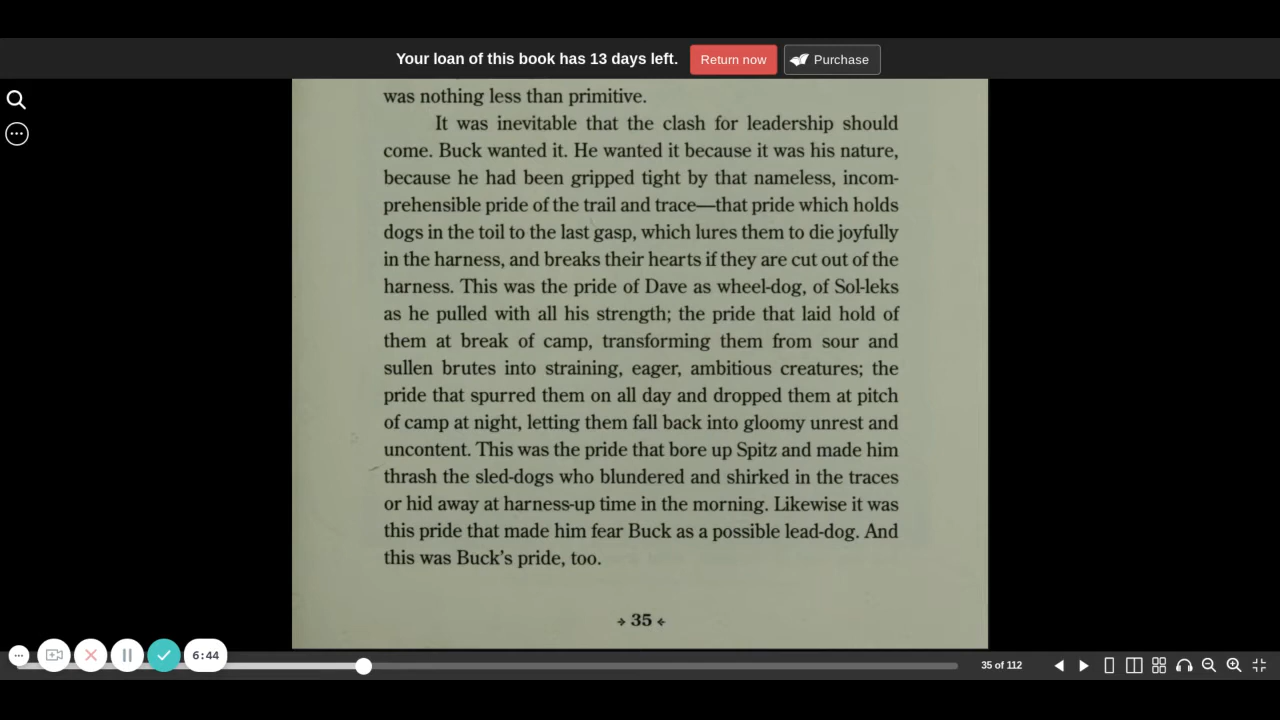 Your loan of this book has 13 days left. Return now Purchase
was nothing less than primitive.
It was inevitable that the clash for leadership should
come. Buck wanted it. He wanted it because it was his nature,
because he had been gripped tight by that nameless, incom-
prehensible pride of the trail and trace—that pride which holds
dogs in the toil to the last gasp, which lures them to die joyfully
in the harness, and breaks their hearts if they are cut out of the
harness. This was the pride of Dave as wheel-dog, of Sol-leks
as he pulled with all his strength; the pride that laid hold of
them at break of camp, transforming them from sour and
sullen brutes into straining, eager, ambitious creatures; the
pride that spurred them on all day and dropped them at pitch
of camp at night, letting them fall back into gloomy unrest and
uncontent. This was the pride that bore up Spitz and made him
thrash the sled-dogs who blundered and shirked in the traces
or hid away at harness-up time in the morning. Likewise it was
this pride that made him fear Buck as a possible lead-dog. And
this was Buck's pride, too.
35
6:44
35 of 112